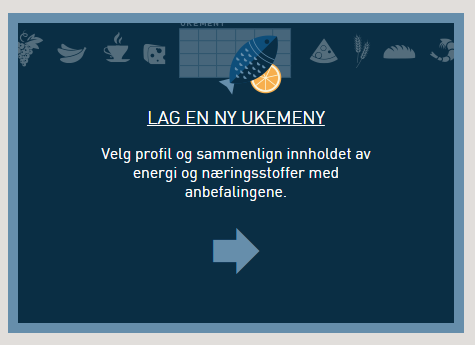 UKEMENY
LAG EN NY UKEMENY
Velg profil og sammenlign innholdet av
energi og næringsstoffer med
anbefalingene.